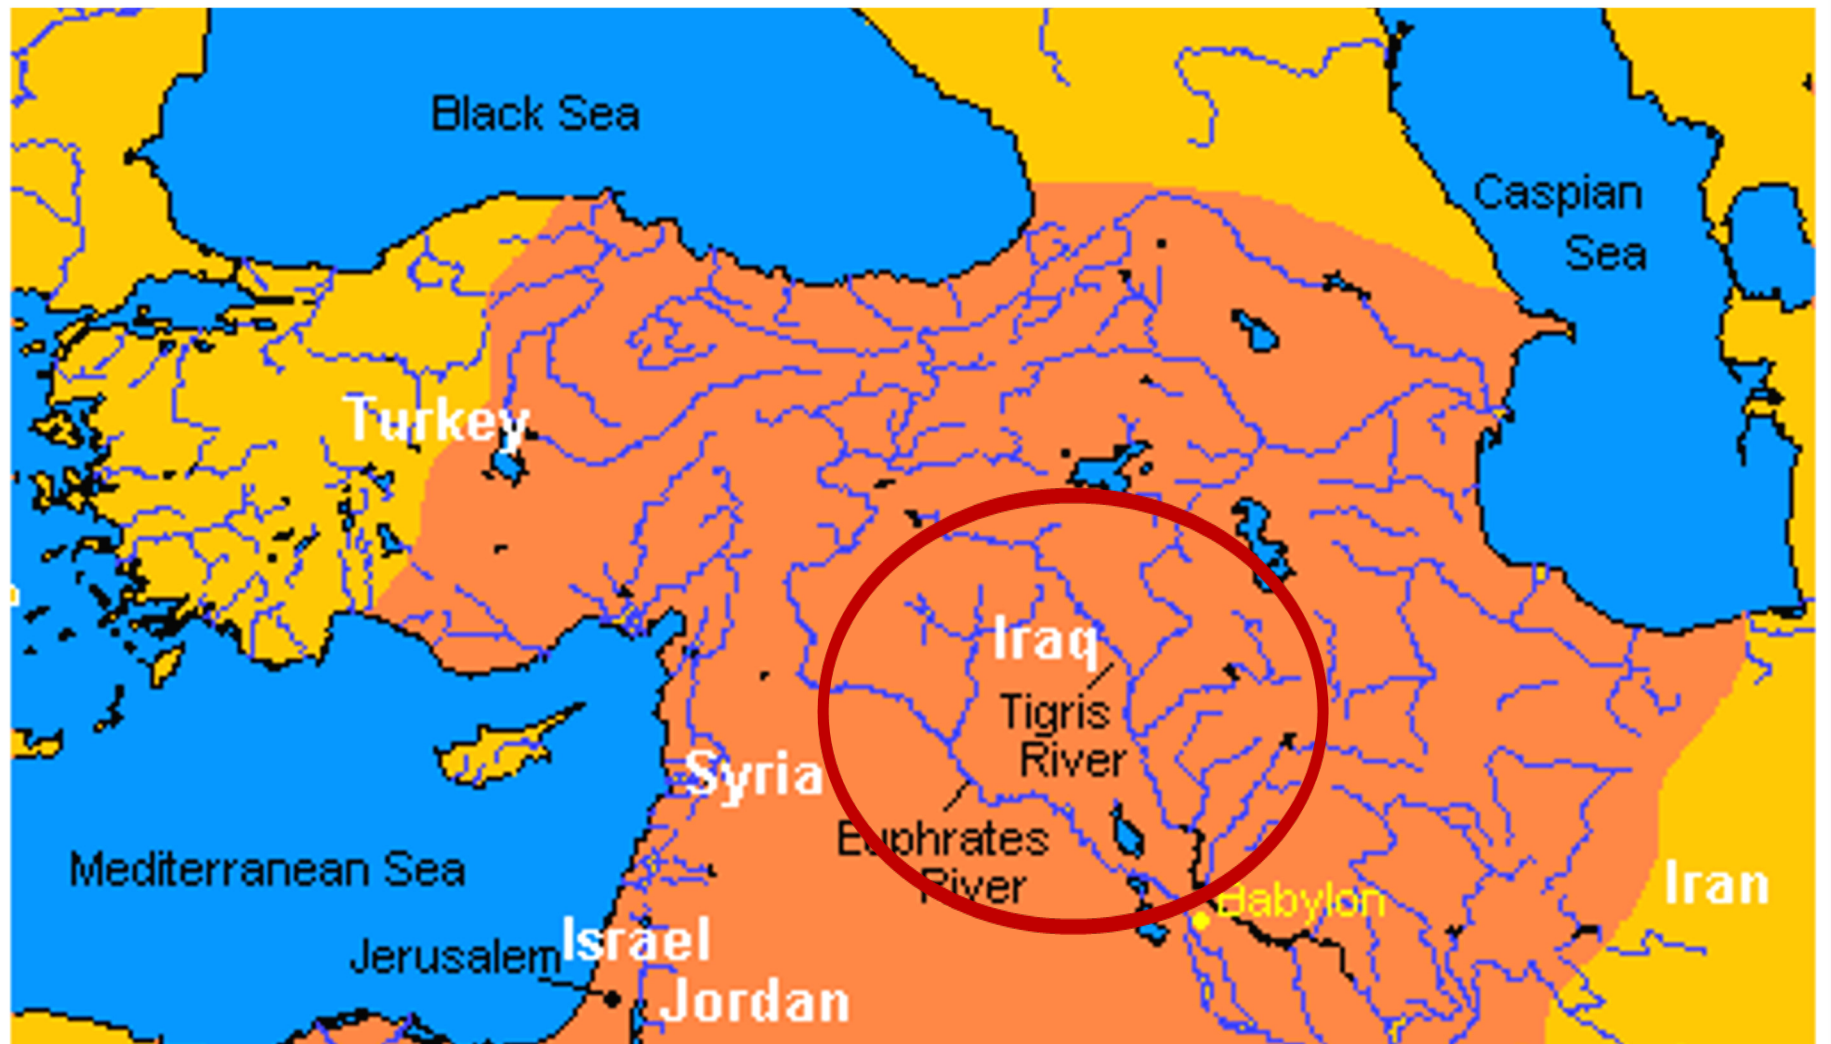 Black Sea
Caspian
Sea
Turkey
Iraq
Tigris
River
Syria
Euphrates
River
Mediterranean Sea
Babylon
Iran
Israel
Jerusalem
Jordan